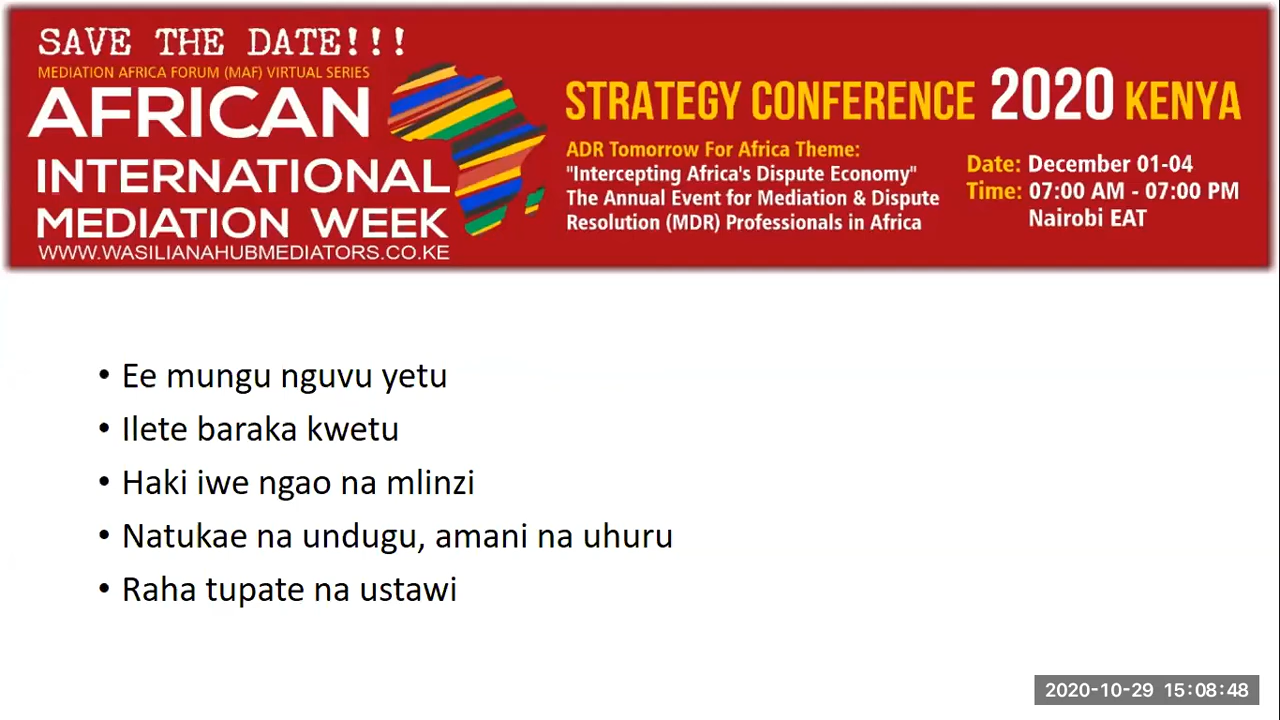 SAVE THE DATE!!!
MEDIATION AFRICA FORUM (MAF) VIRTUAL SERIES
AFRICAN
INTERNATIONAL
MEDIATION WEEK
WWW.WASILIANAHUBMEDIATORS.CO.KE
STRATEGY CONFERENCE 2020 KENYA
ADR Tomorrow For Africa Theme:
"Intercepting Africa's Dispute Economy"
The Annual Event for Mediation & Dispute
Resolution (MDR) Professionals in Africa
Date: December 01-04
Time: 07:00 AM - 07:00 PM
Nairobi EAT
• Ee mungu nguvu yetu
• Ilete baraka kwetu
• Haki iwe ngao na mlinzi
• Natukae na undugu, amani na uhuru
• Raha tupate na ustawi
2020-10-29 15:08:48